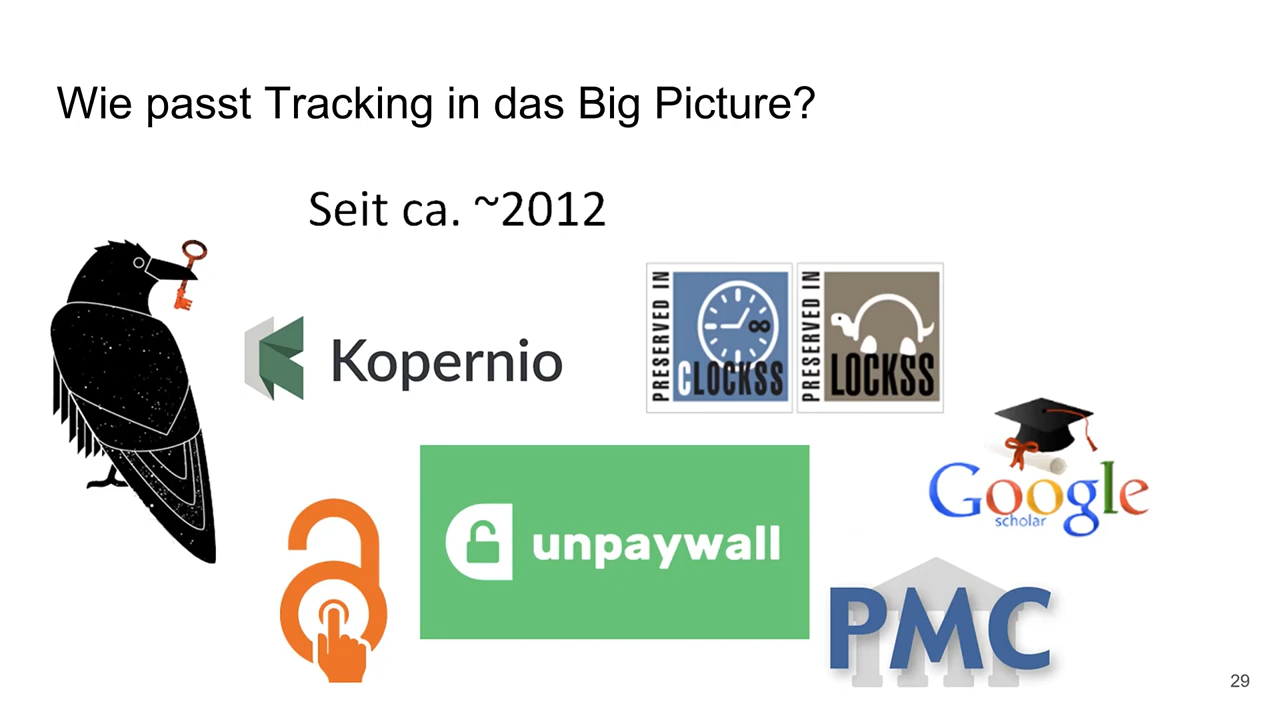 Wie passt Tracking in das Big Picture?
Seit ca. ~2012
Kopernio
PRESERVED IN
CLOCKSS
PRESERVED IN
LOCKSS
Google
scholar
unpaywall
PMC
29